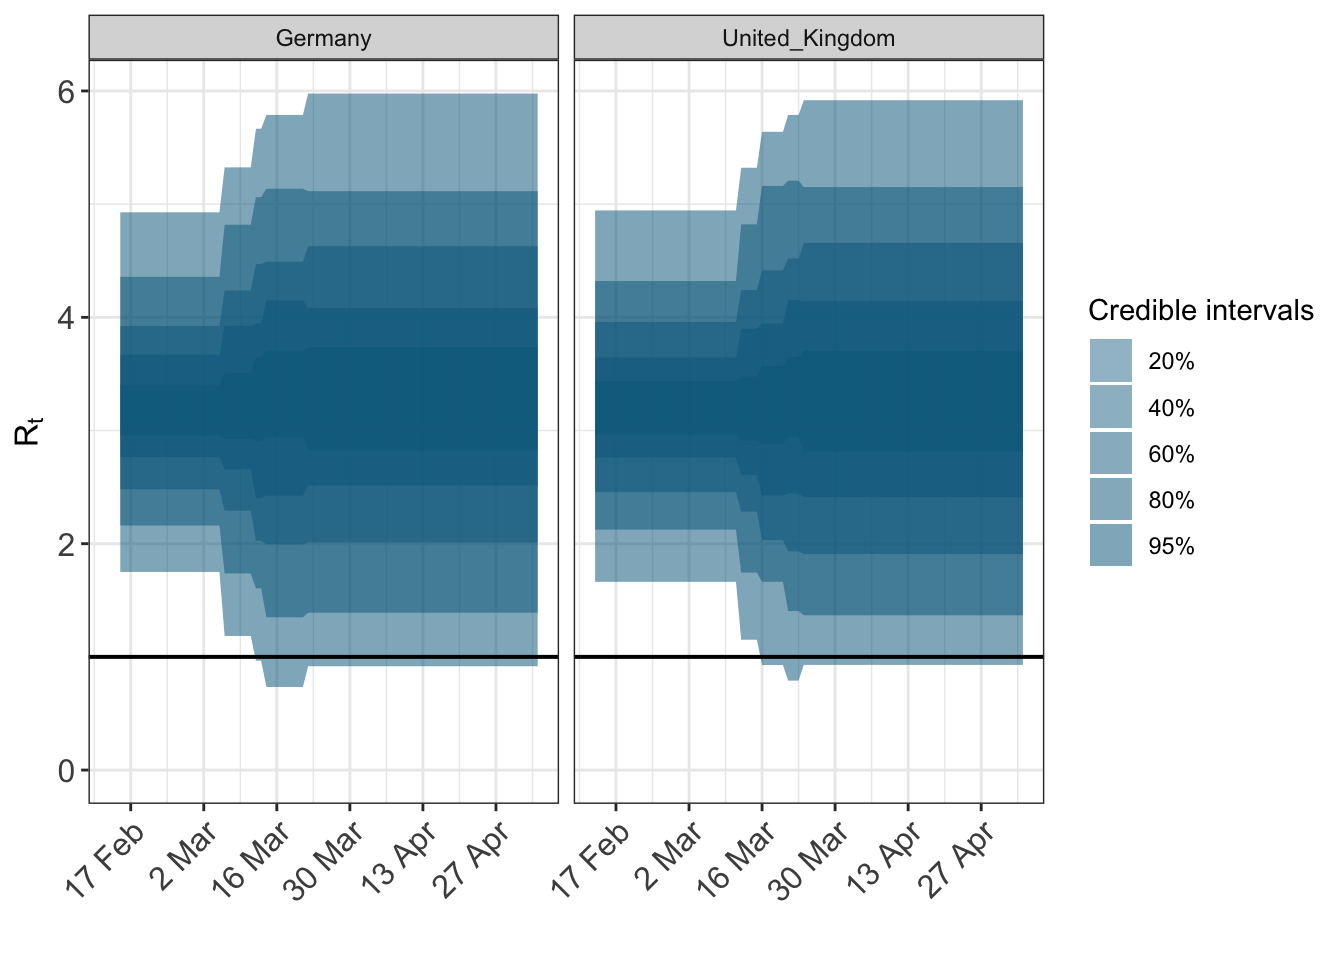 Germany
United_Kingdom
6
4
2
0
Rt
17 Feb
2 Mar
16 Mar
30 Mar
13 Apr
27 Apr
17 Feb
2 Mar
16 Mar
30 Mar
13 Apr
27 Apr
Credible intervals
20%
40%
60%
80%
95%